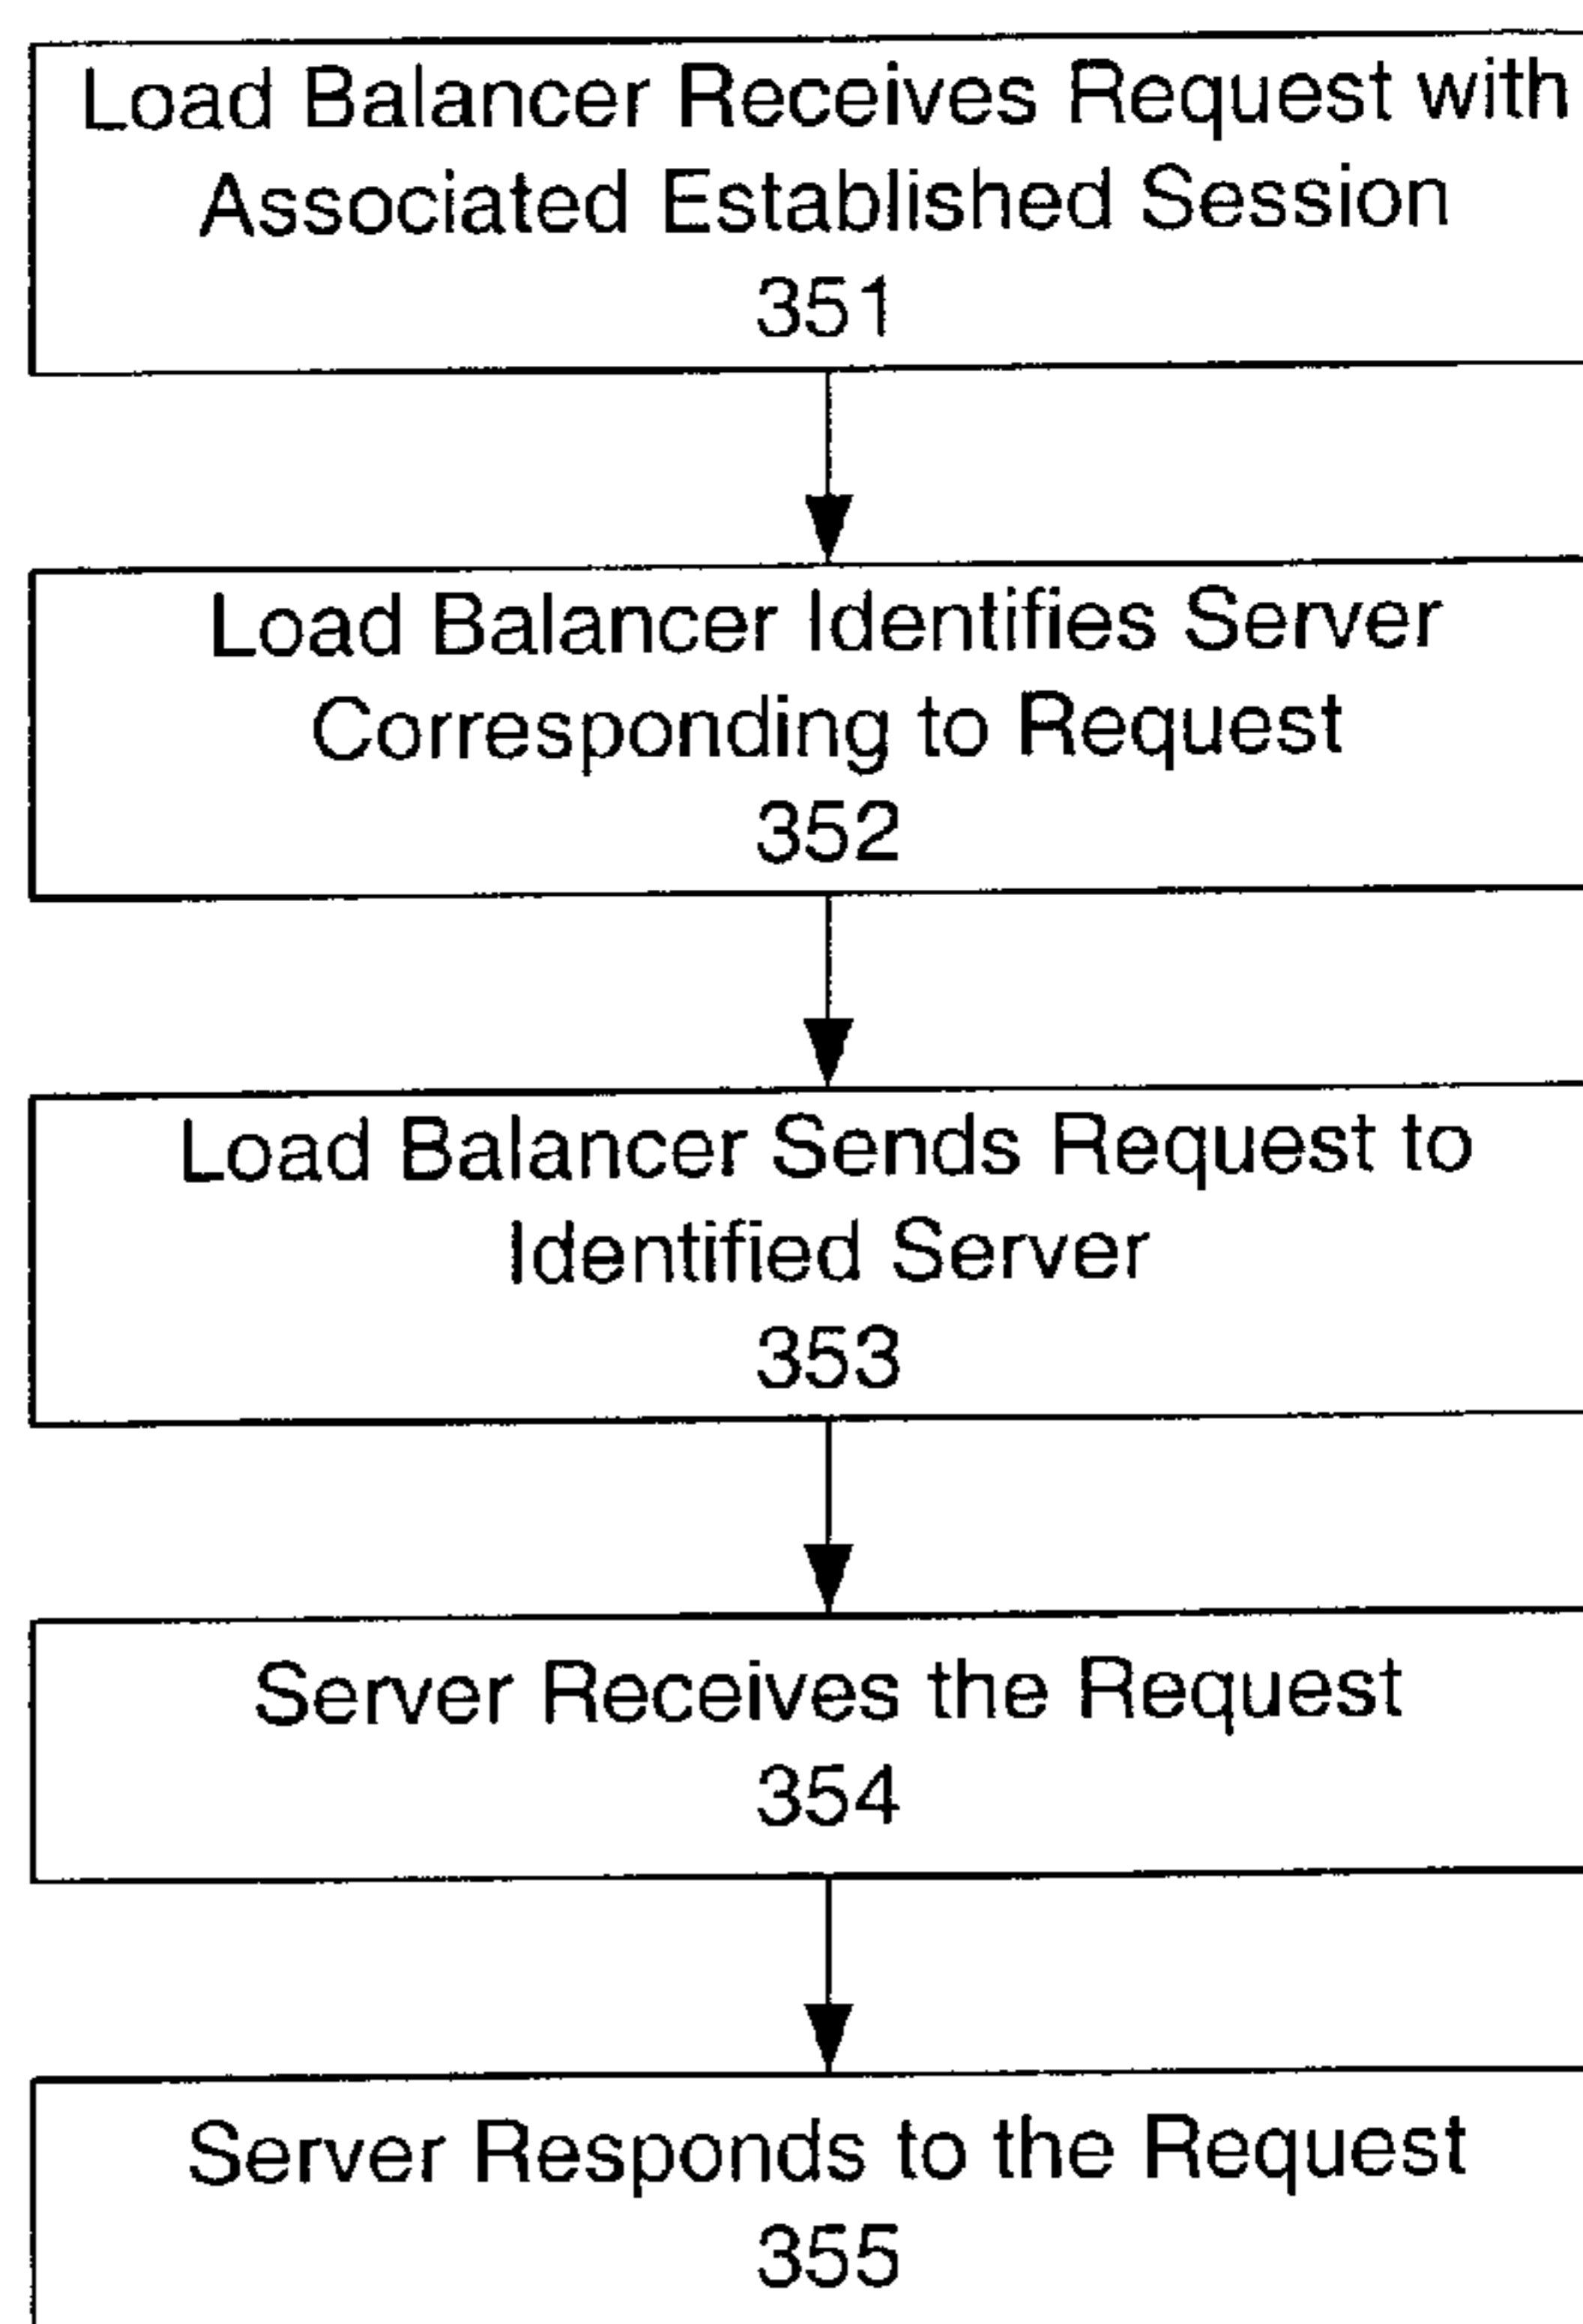 Load Balancer Receives Request with
Associated Established Session
351
Load Balancer Identifies Server
Corresponding to Request
352
Load Balancer Sends Request to
Identified Server
353
Server Receives the Request
354
Server Responds to the Request
355